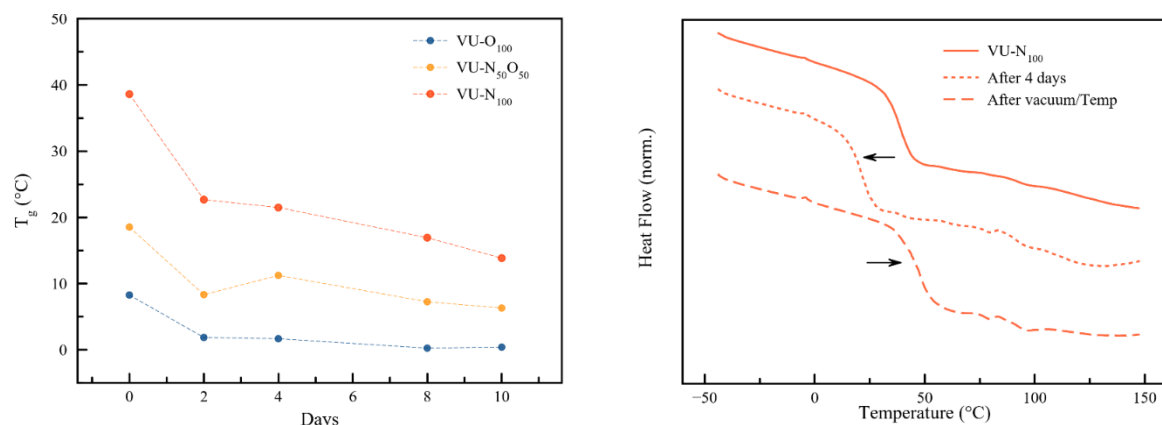 50
40
30
20
10
0
T_g (°C)
0
2
4
6
8
10
Days
VU-O₁₀₀
VU-N₅₀O₅₀
VU-N₁₀₀
Heat Flow (norm.)
−50
0
50
100
150
Temperature (°C)
VU-N₁₀₀
After 4 days
After vacuum/Temp